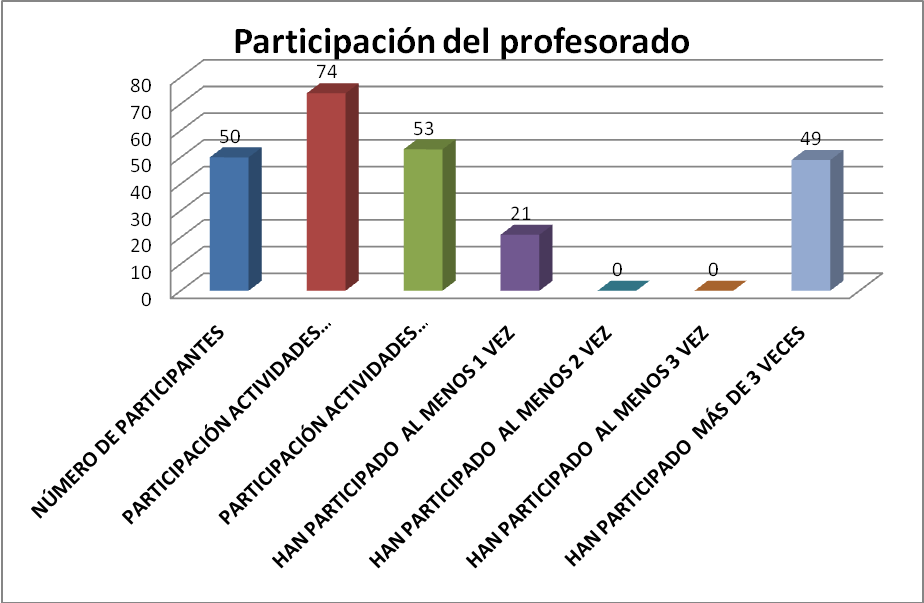 Participación del profesorado
80
70
60
50
40
30
20
10
0
50
74
53
21
0
0
49
NÚMERO DE PARTICIPANTES
PARTICIPACIÓN ACTIVIDADES...
PARTICIPACIÓN ACTIVIDADES...
HAN PARTICIPADO AL MENOS 1 VEZ
HAN PARTICIPADO AL MENOS 2 VEZ
HAN PARTICIPADO AL MENOS 3 VEZ
HAN PARTICIPADO MÁS DE 3 VECES